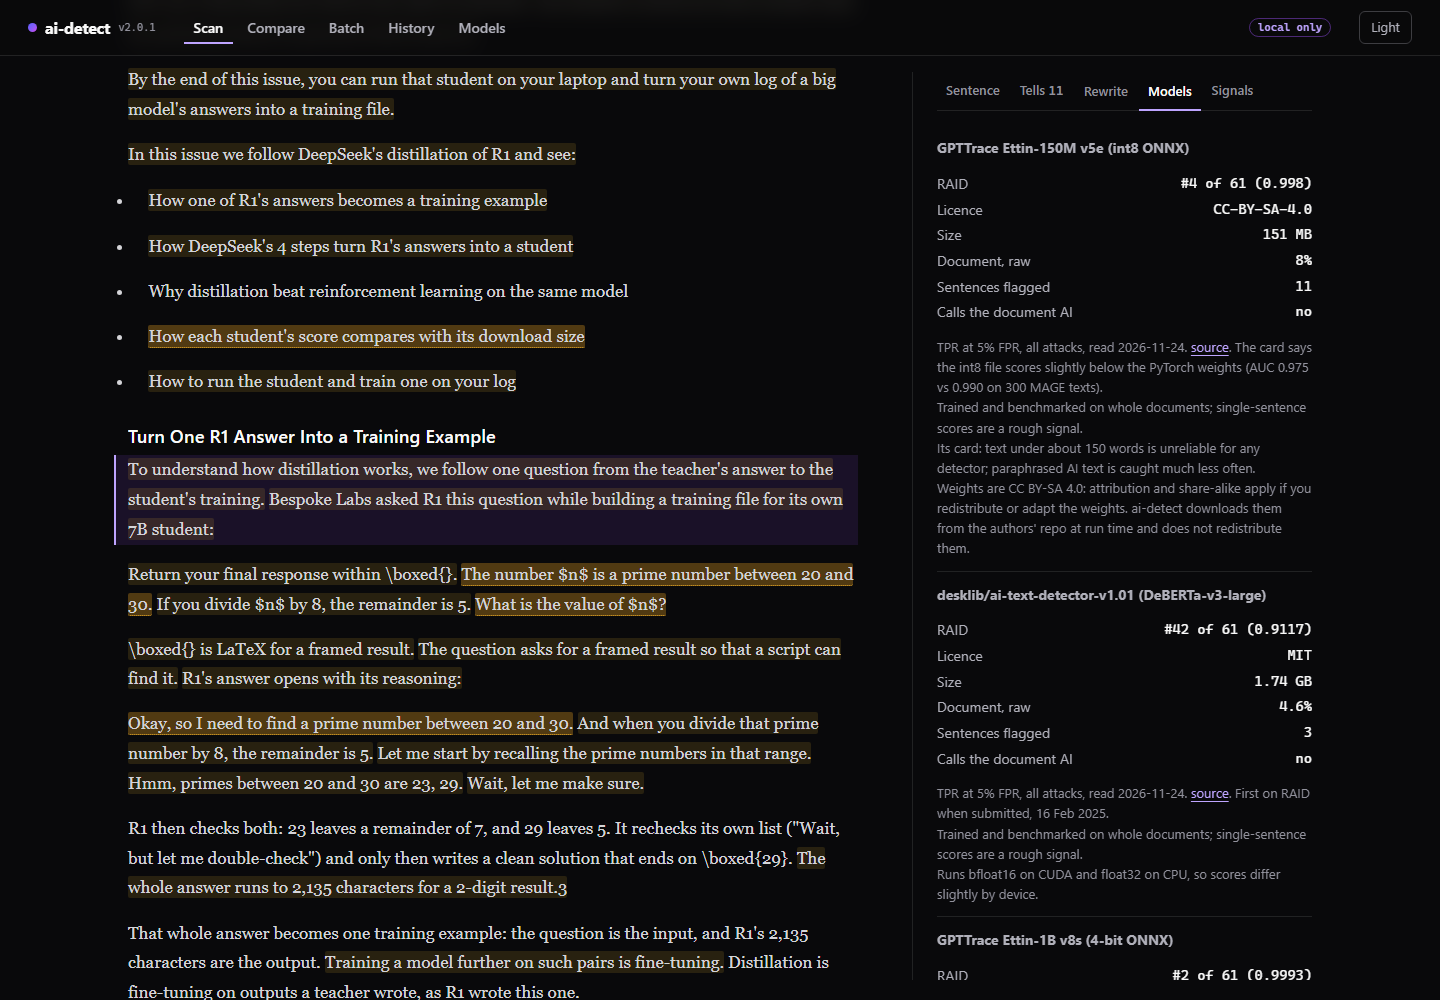 ai-detect v2.0.1 Scan Compare Batch History Models local only Light
By the end of this issue, you can run that student on your laptop and turn your own log of a big
model's answers into a training file.
In this issue we follow DeepSeek's distillation of R1 and see:
• How one of R1's answers becomes a training example
• How DeepSeek's 4 steps turn R1's answers into a student
• Why distillation beat reinforcement learning on the same model
• How each student's score compares with its download size
• How to run the student and train one on your log
Turn One R1 Answer Into a Training Example
To understand how distillation works, we follow one question from the teacher's answer to the
student's training. Bespoke Labs asked R1 this question while building a training file for its own
7B student:
Return your final response within \boxed{}. The number $n$ is a prime number between 20 and
30. If you divide $n$ by 8, the remainder is 5. What is the value of $n$?
\boxed{} is LaTeX for a framed result. The question asks for a framed result so that a script can
find it. R1's answer opens with its reasoning:
Okay, so I need to find a prime number between 20 and 30. And when you divide that prime
number by 8, the remainder is 5. Let me start by recalling the prime numbers in that range.
Hmm, primes between 20 and 30 are 23, 29. Wait, let me make sure.
R1 then checks both: 23 leaves a remainder of 7, and 29 leaves 5. It rechecks its own list ("Wait,
but let me double-check") and only then writes a clean solution that ends on \boxed{29}. The
whole answer runs to 2,135 characters for a 2-digit result.3
That whole answer becomes one training example: the question is the input, and R1's 2,135
characters are the output. Training a model further on such pairs is fine-tuning. Distillation is
fine-tuning on outputs a teacher wrote, as R1 wrote this one.
Sentence Tells 11 Rewrite Models Signals
GPTTrace Ettin-150M v5e (int8 ONNX)
RAID #4 of 61 (0.998)
Licence CC-BY-SA-4.0
Size 151 MB
Document, raw 8%
Sentences flagged 11
Calls the document AI no
TPR at 5% FPR, all attacks, read 2026-11-24. source. The card says
the int8 file scores slightly below the PyTorch weights (AUC 0.975
vs 0.990 on 300 MAGE texts).
Trained and benchmarked on whole documents; single-sentence
scores are a rough signal.
Its card: text under about 150 words is unreliable for any
detector; paraphrased AI text is caught much less often.
Weights are CC BY-SA 4.0: attribution and share-alike apply if you
redistribute or adapt the weights. ai-detect downloads them
from the authors' repo at run time and does not redistribute
them.
desklib/ai-text-detector-v1.01 (DeBERTa-v3-large)
RAID #42 of 61 (0.9117)
Licence MIT
Size 1.74 GB
Document, raw 4.6%
Sentences flagged 3
Calls the document AI no
TPR at 5% FPR, all attacks, read 2026-11-24. source. First on RAID
when submitted, 16 Feb 2025.
Trained and benchmarked on whole documents; single-sentence
scores are a rough signal.
Runs bfloat16 on CUDA and float32 on CPU, so scores differ
slightly by device.
GPTTrace Ettin-1B v8s (4-bit ONNX)
RAID #2 of 61 (0.9993)